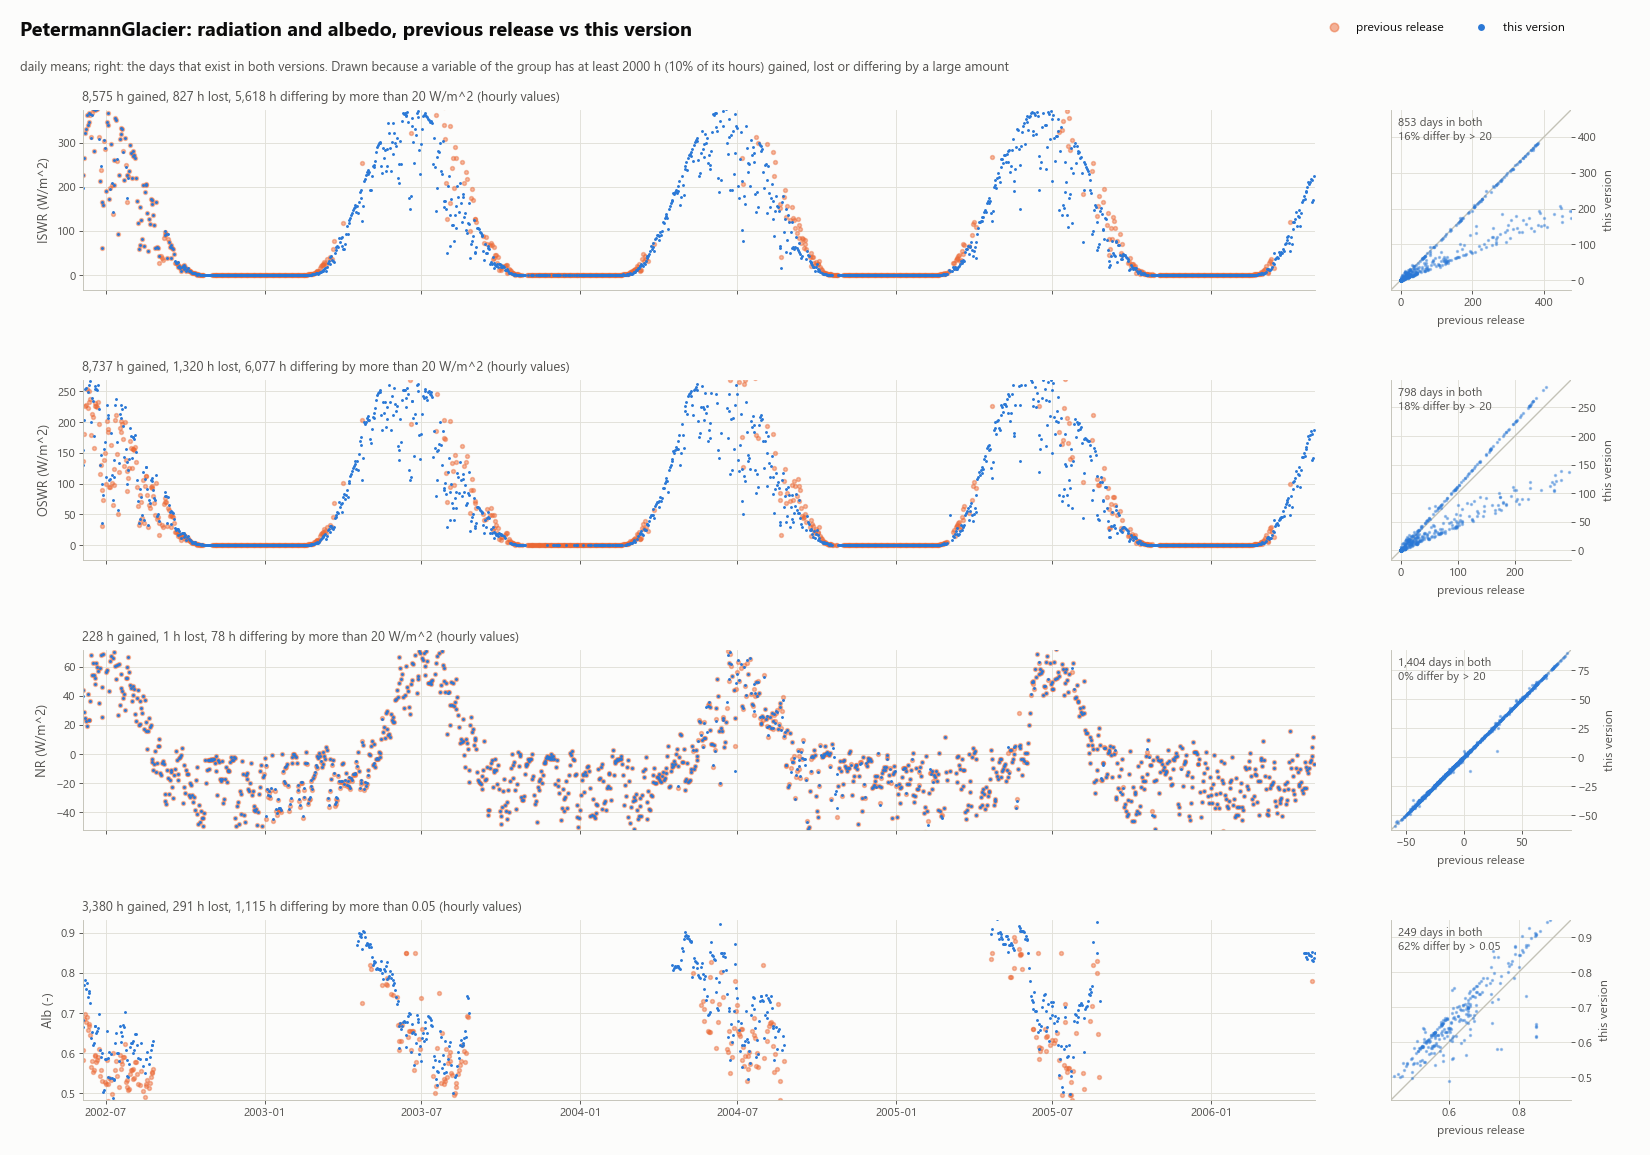 PetermannGlacier: radiation and albedo, previous release vs this version
previous release
this version
daily means; right: the days that exist in both versions. Drawn because a variable of the group has at least 2000 h (10% of its hours) gained, lost or differing by a large amount
8,575 h gained, 827 h lost, 5,618 h differing by more than 20 W/m^2 (hourly values)
ISWR (W/m^2)
300
200
100
0
853 days in both
16% differ by > 20
400
300
200
100
0
this version
0
200
400
previous release
8,737 h gained, 1,320 h lost, 6,077 h differing by more than 20 W/m^2 (hourly values)
OSWR (W/m^2)
250
200
150
100
50
0
798 days in both
18% differ by > 20
250
200
150
100
50
0
this version
0
100
200
previous release
228 h gained, 1 h lost, 78 h differing by more than 20 W/m^2 (hourly values)
NR (W/m^2)
60
40
20
0
−20
−40
1,404 days in both
0% differ by > 20
75
50
25
0
−25
−50
this version
−50
0
50
previous release
3,380 h gained, 291 h lost, 1,115 h differing by more than 0.05 (hourly values)
Alb (-)
0.9
0.8
0.7
0.6
0.5
2002-07
2003-01
2003-07
2004-01
2004-07
2005-01
2005-07
2006-01
249 days in both
62% differ by > 0.05
0.9
0.8
0.7
0.6
0.5
this version
0.6
0.8
previous release